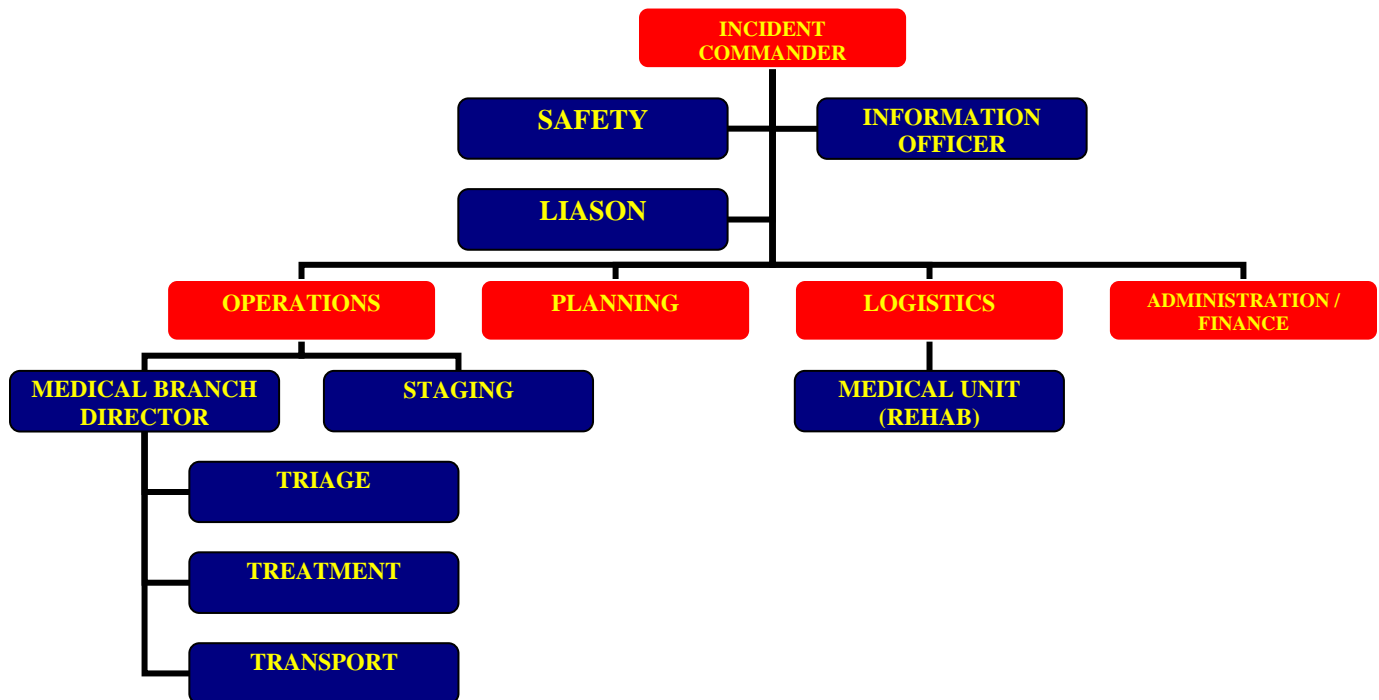 INCIDENT
COMMANDER
SAFETY
INFORMATION
OFFICER
LIASON
OPERATIONS
PLANNING
LOGISTICS
ADMINISTRATION /
FINANCE
MEDICAL BRANCH
DIRECTOR
STAGING
MEDICAL UNIT
(REHAB)
TRIAGE
TREATMENT
TRANSPORT